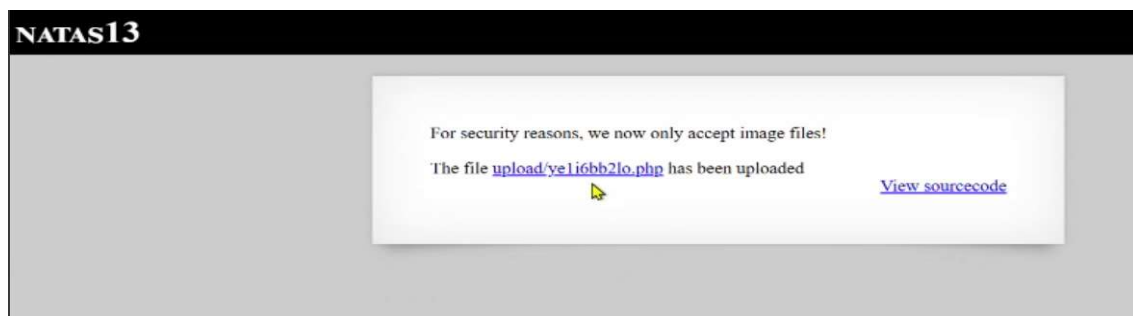 NATAS13
For security reasons, we now only accept image files!
The file upload/ye1i6bb2lo.php has been uploaded
View sourcecode